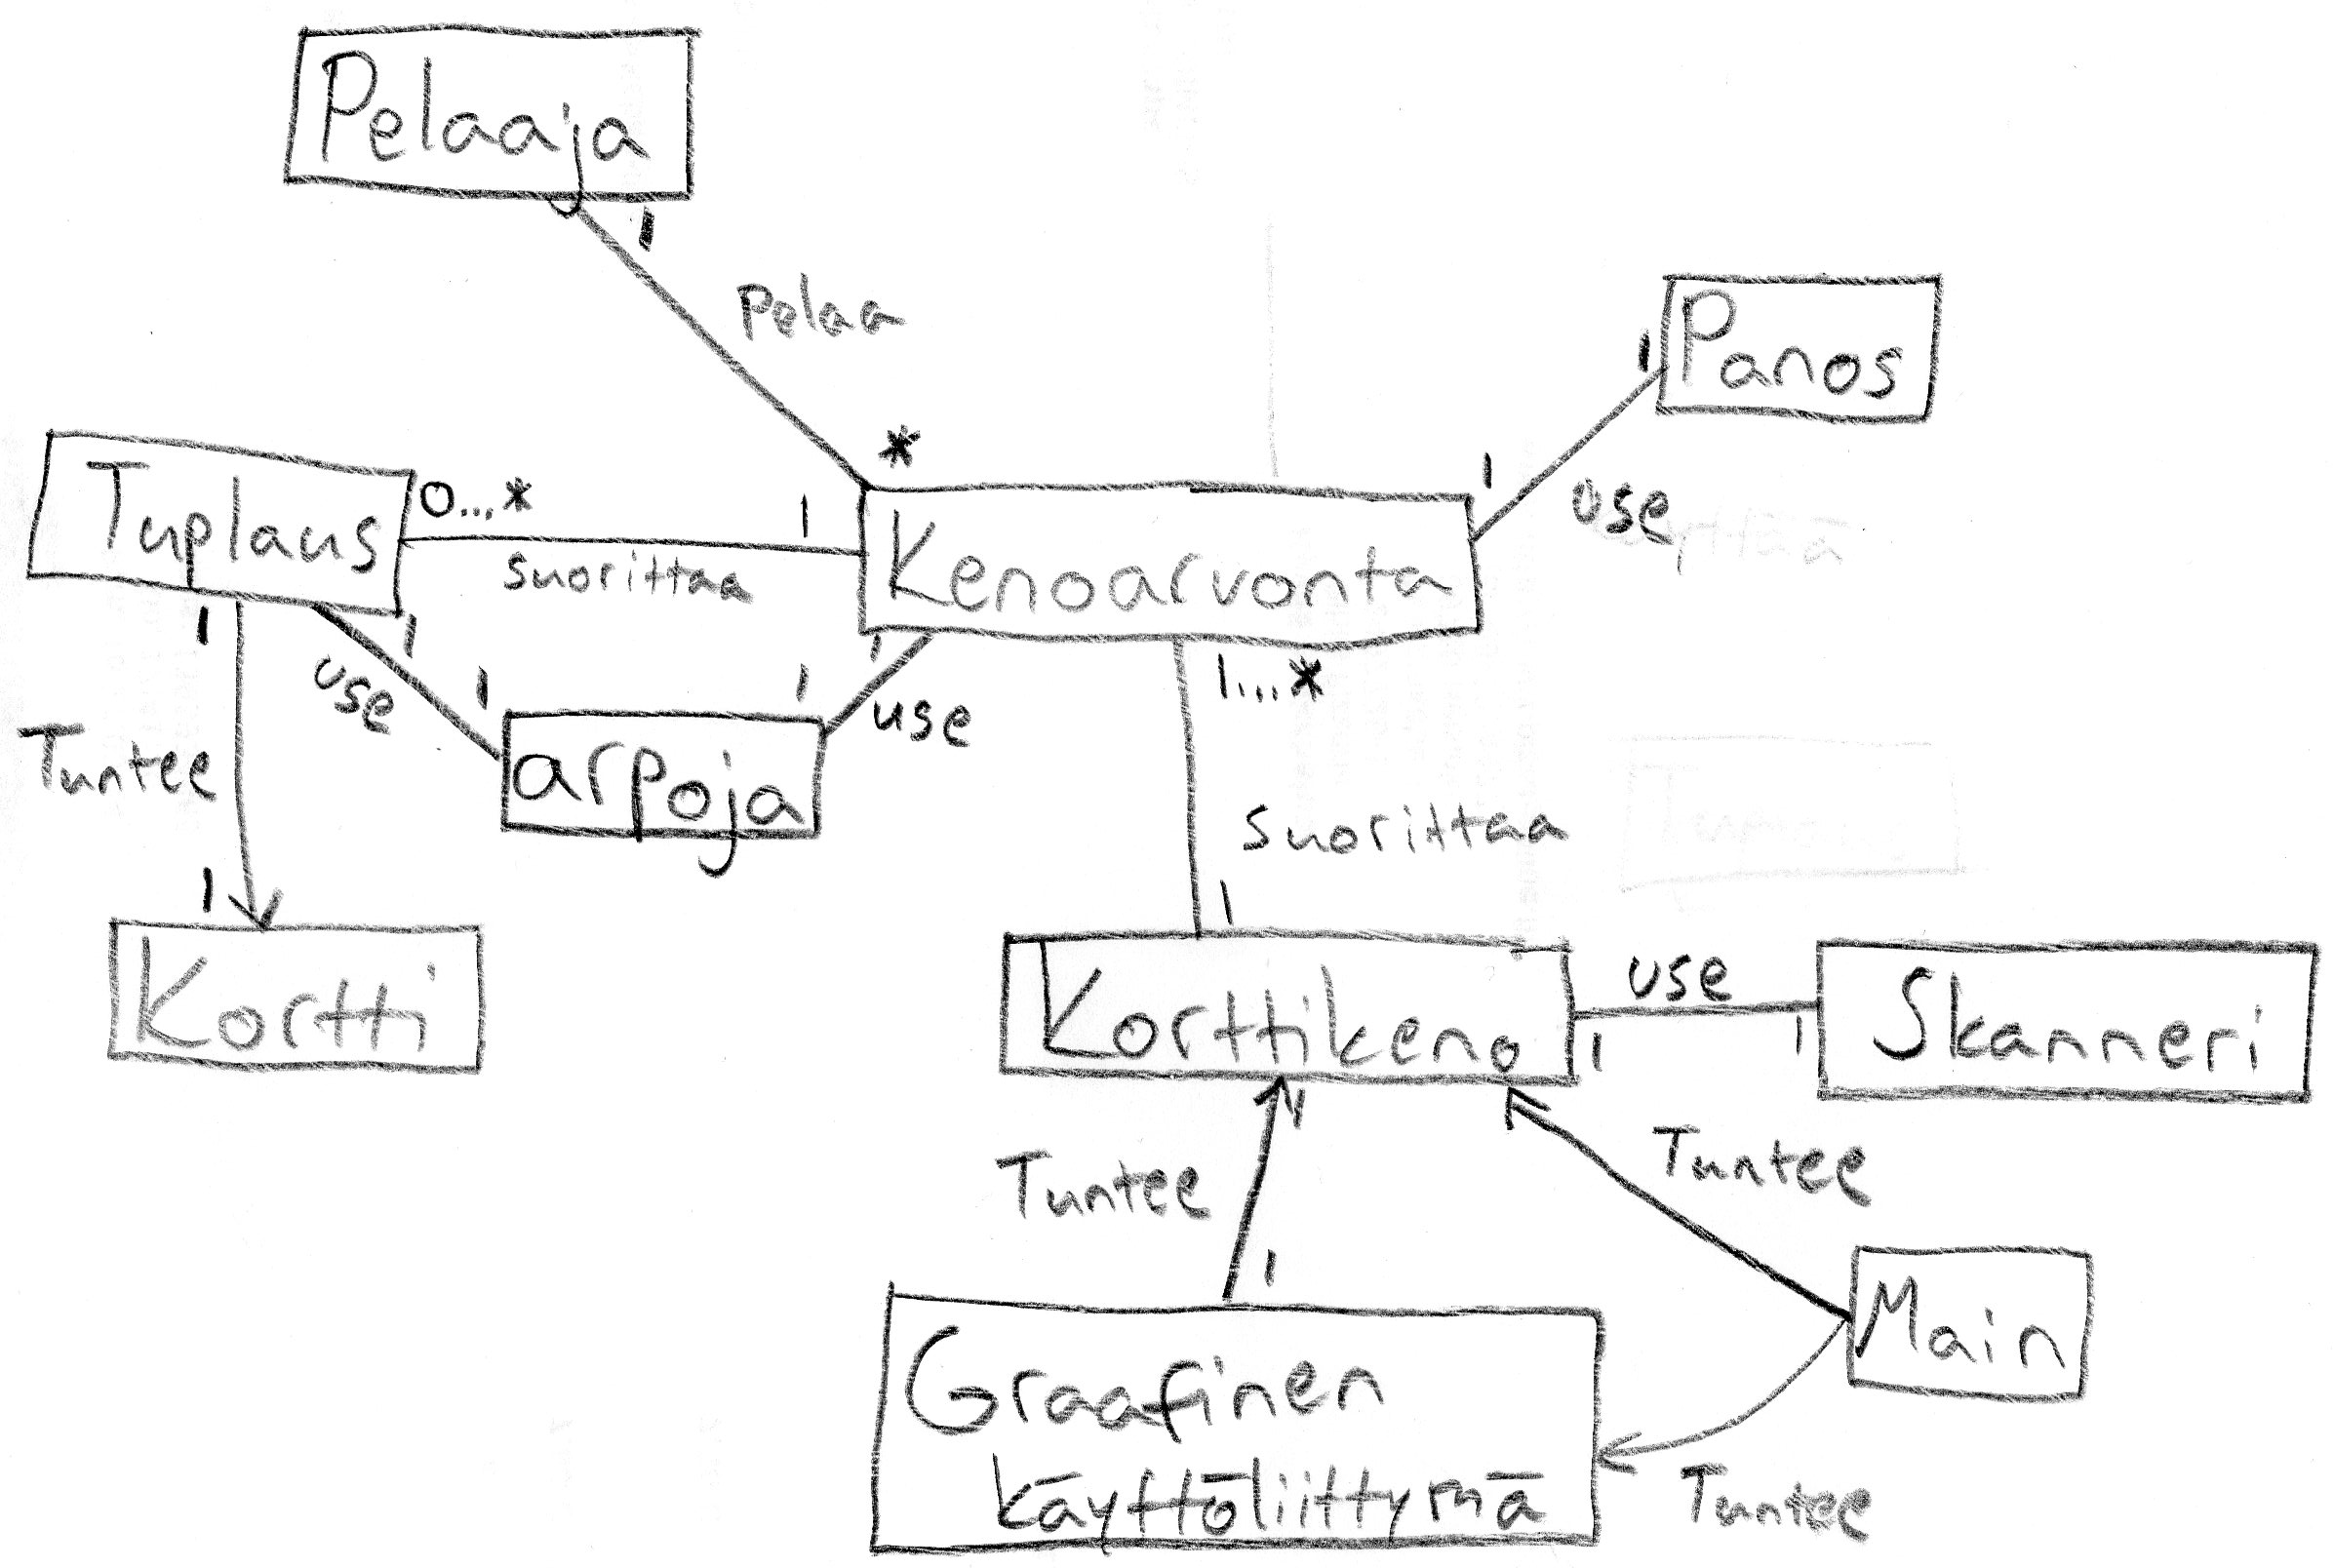 Pelaaja
1
Pelaa
*
Panos
1
1
use
Tuplaus
0...*
1
suorittaa
Kenoarvonta
1
1
1
use
1
1
use
1...*
Tuntee
arpoja
suorittaa
1
1
Kortti
Korttikeno
use
1
1
Skanneri
1
Tuntee
Tuntee
1
Main
Graafinen
käyttöliittymä
Tuntee